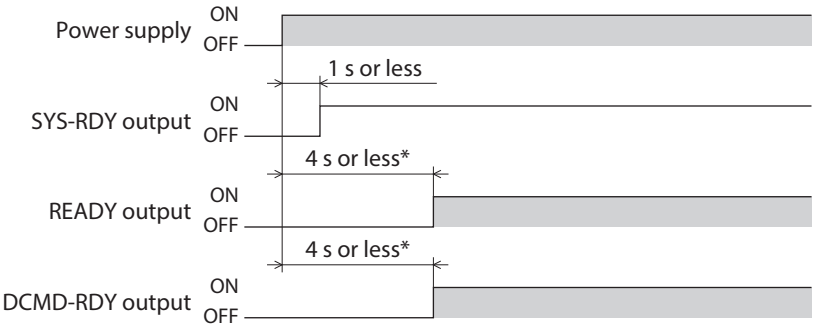 Power supply
ON
OFF
1 s or less
SYS-RDY output
ON
OFF
4 s or less*
READY output
ON
OFF
4 s or less*
DCMD-RDY output
ON
OFF